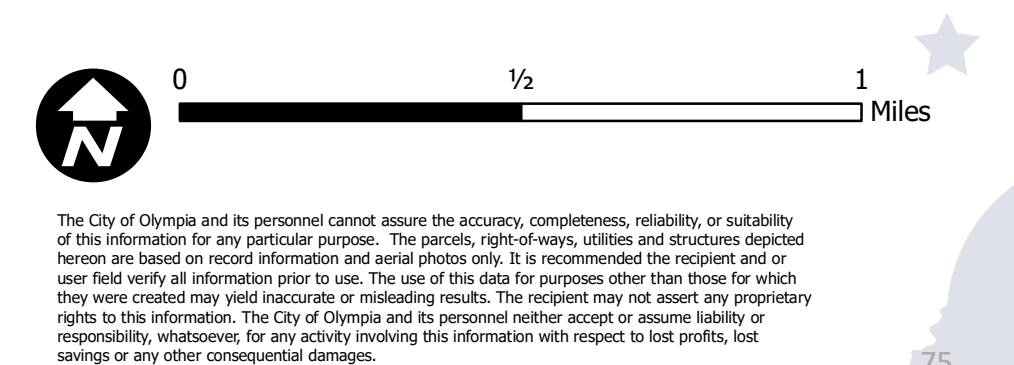 0 ½ 1
Miles
N
The City of Olympia and its personnel cannot assure the accuracy, completeness, reliability, or suitability
of this information for any particular purpose.  The parcels, right-of-ways, utilities and structures depicted
hereon are based on record information and aerial photos only. It is recommended the recipient and or
user field verify all information prior to use. The use of this data for purposes other than those for which
they were created may yield inaccurate or misleading results. The recipient may not assert any proprietary
rights to this information. The City of Olympia and its personnel neither accept or assume liability or
responsibility, whatsoever, for any activity involving this information with respect to lost profits, lost
savings or any other consequential damages.
75